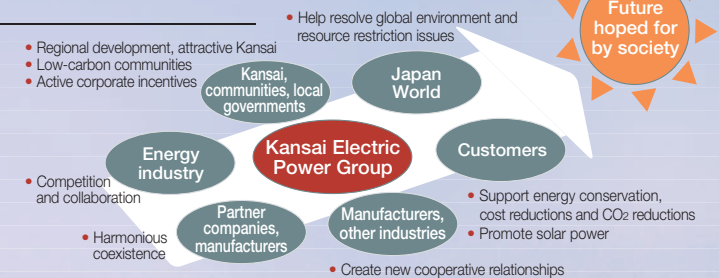 Future
hoped for
by society
• Help resolve global environment and
resource restriction issues
• Regional development, attractive Kansai
• Low-carbon communities
• Active corporate incentives
Kansai,
communities, local
governments
Japan
World
Energy
industry
Kansai Electric
Power Group
Customers
• Competition
and collaboration
• Support energy conservation,
cost reductions and CO2 reductions
• Promote solar power
Partner
companies,
manufacturers
Manufacturers,
other industries
• Harmonious
coexistence
• Create new cooperative relationships